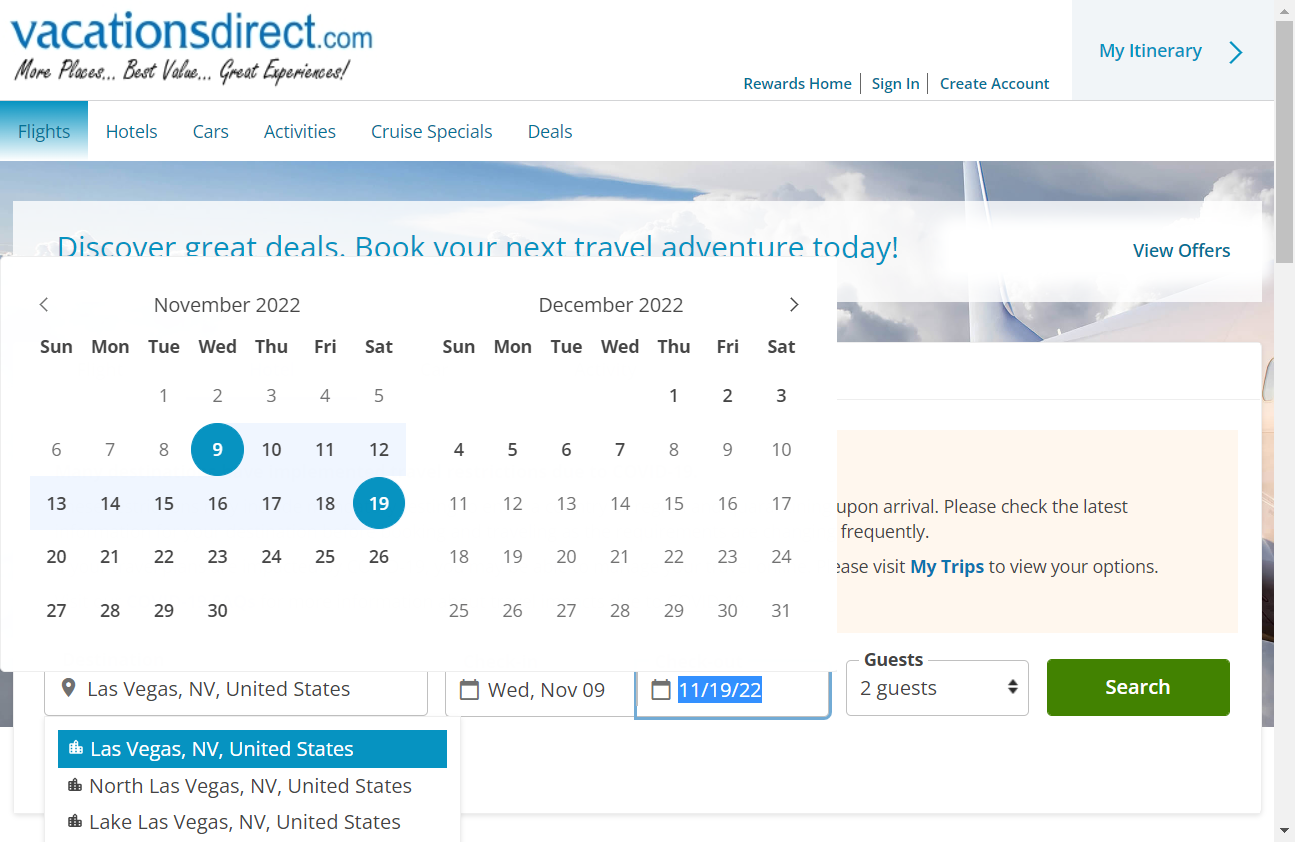 vacationsdirect.com
More Places... Best Value... Great Experiences!
My Itinerary
Rewards Home
Sign In
Create Account
Flights
Hotels
Cars
Activities
Cruise Specials
Deals
Discover great deals. Book your next travel adventure today!
View Offers
November 2022
Sun Mon Tue Wed Thu Fri Sat
1 2 3 4 5
6 7 8 9 10 11 12
13 14 15 16 17 18 19
20 21 22 23 24 25 26
27 28 29 30
December 2022
Sun Mon Tue Wed Thu Fri Sat
1 2 3
4 5 6 7 8 9 10
11 12 13 14 15 16 17
18 19 20 21 22 23 24
25 26 27 28 29 30 31
upon arrival. Please check the latest
frequently.
visit My Trips to view your options.
Las Vegas, NV, United States
Wed, Nov 09
11/19/22
Guests
2 guests
Search
Las Vegas, NV, United States
North Las Vegas, NV, United States
Lake Las Vegas, NV, United States